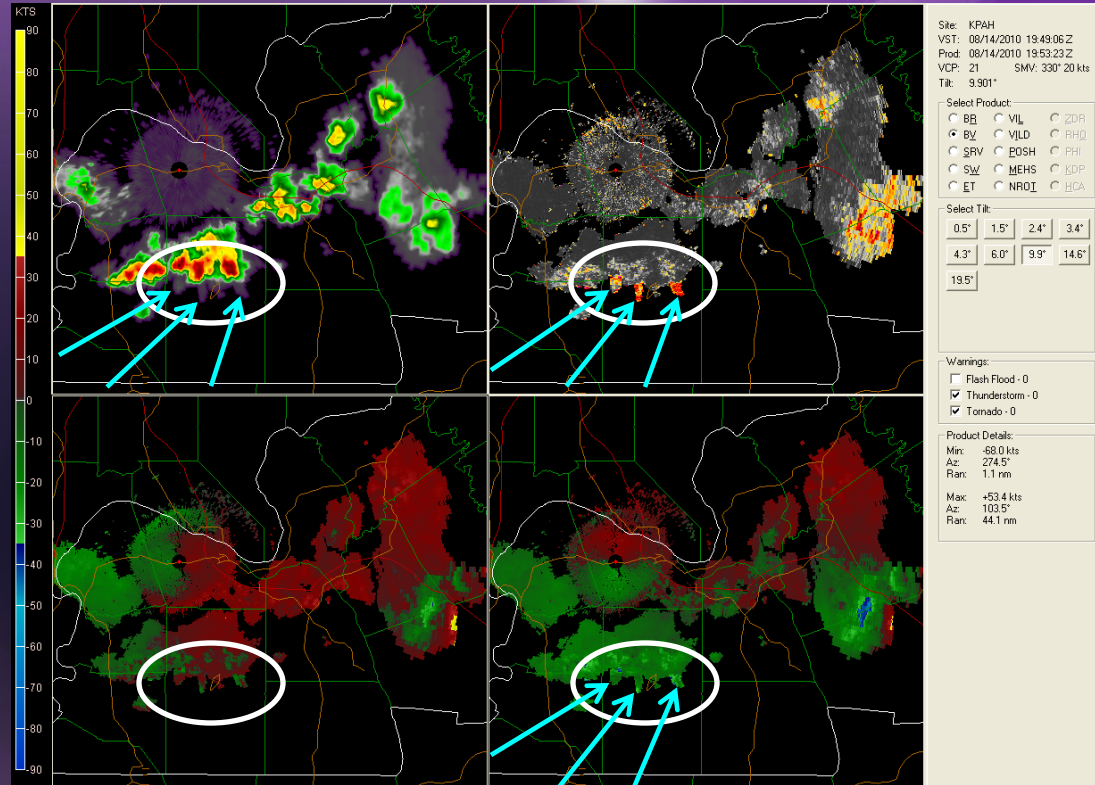 KTS
90
80
70
60
50
40
30
20
10
0
-10
-20
-30
-40
-50
-60
-70
-80
-90
Site: KPAH
VST: 08/14/2010 19:49:06 Z
Prod: 08/14/2010 19:53:23 Z
VCP: 21 SMV: 330° 20 kts
Tilt: 9.901°
Select Product:
BR VIL ZDR
BV VILD RHO
SRV POSH PHI
SW MEHS KDP
ET NROT HCA
Select Tilt:
0.5° 1.5° 2.4° 3.4°
4.3° 6.0° 9.9° 14.6°
19.5°
Warnings:
Flash Flood - 0
Thunderstorm - 0
Tornado - 0
Product Details:
Min: -68.0 kts
Az: 274.5°
Ran: 1.1 nm
Max: +53.4 kts
Az: 103.5°
Ran: 44.1 nm